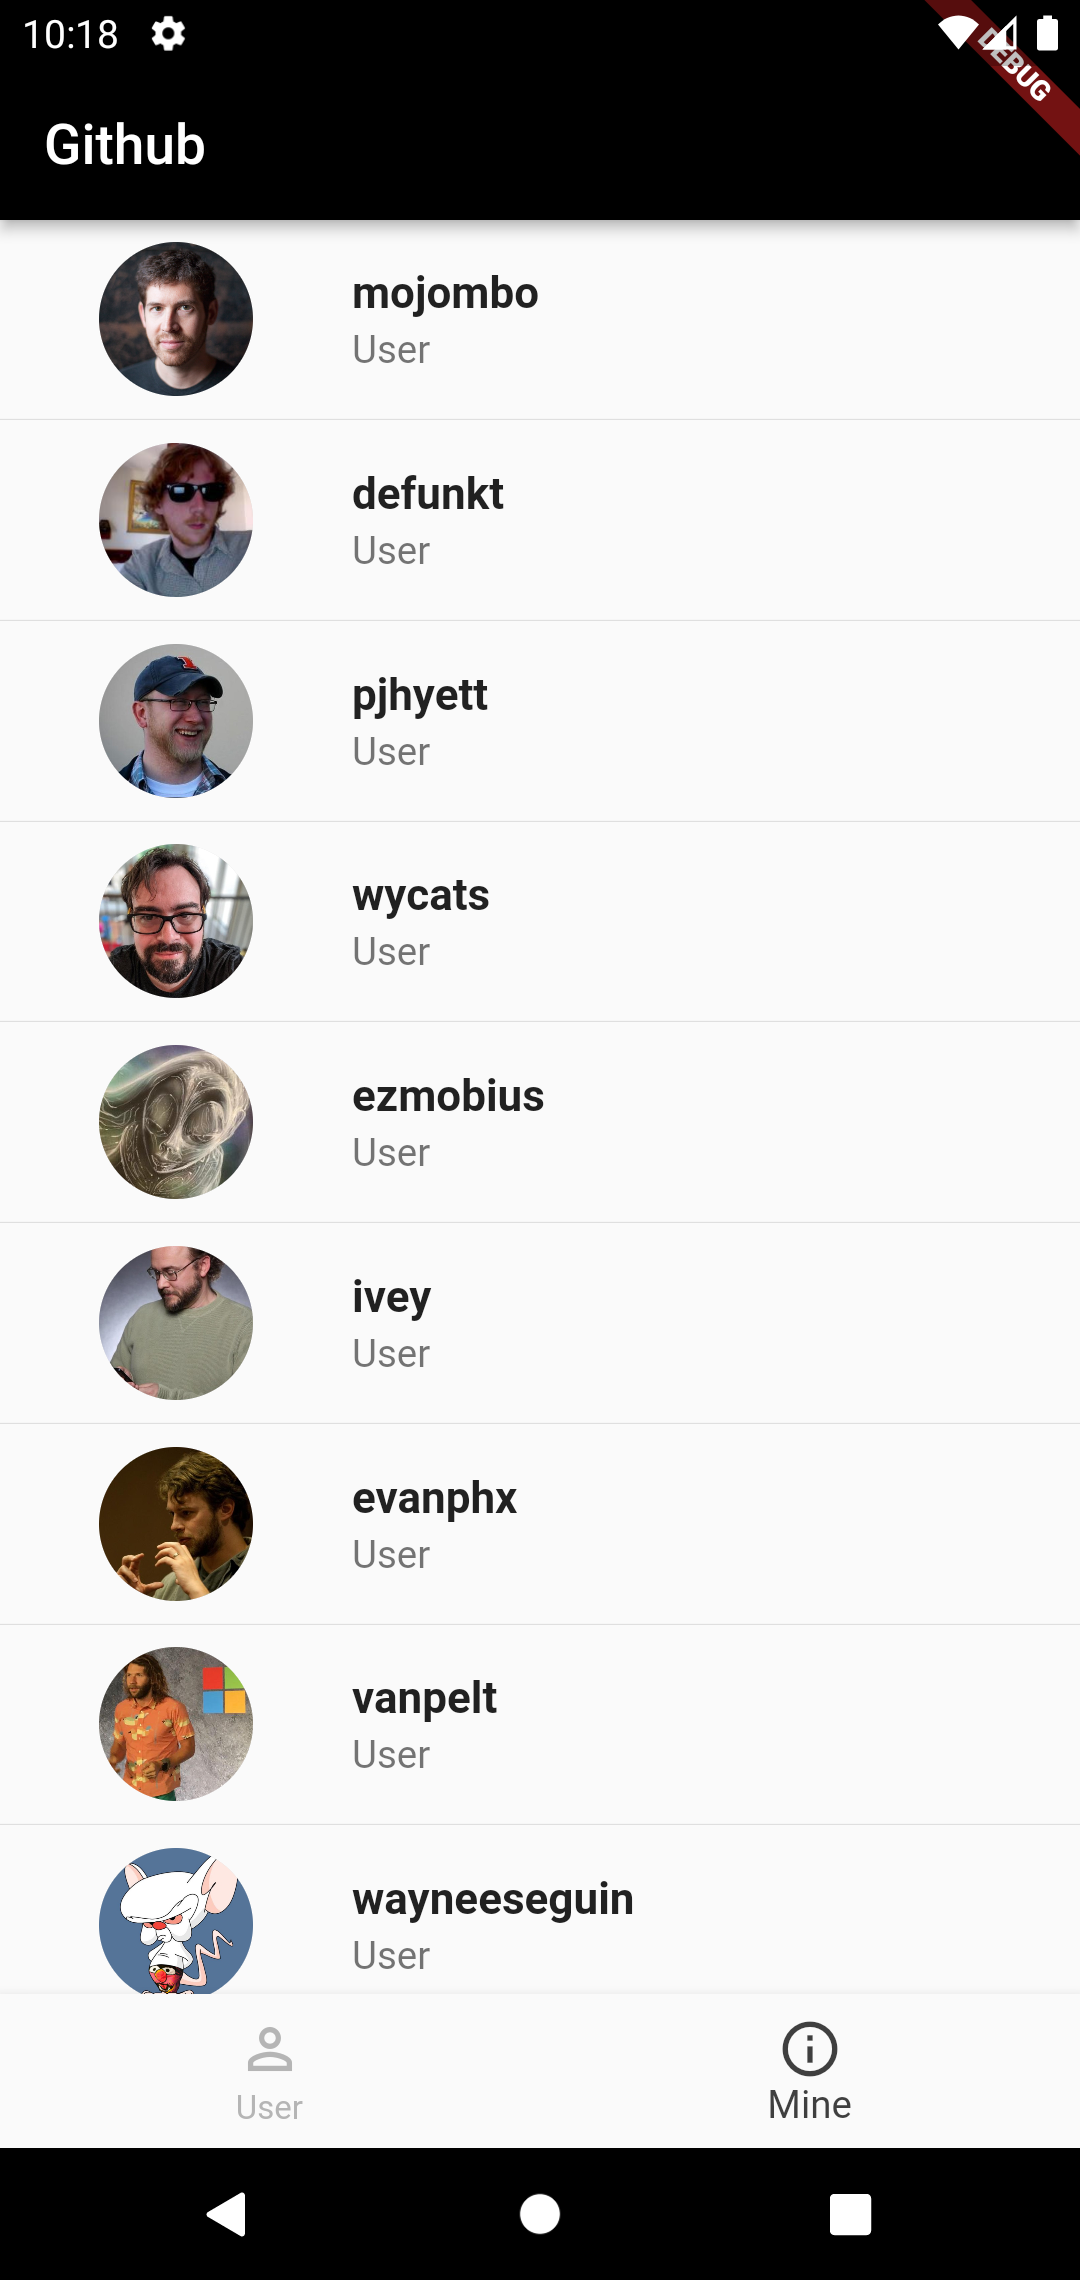 10:18
DEBUG
Github
mojombo
User
defunkt
User
pjhyett
User
wycats
User
ezmobius
User
ivey
User
evanphx
User
vanpelt
User
wayneeseguin
User
User
Mine